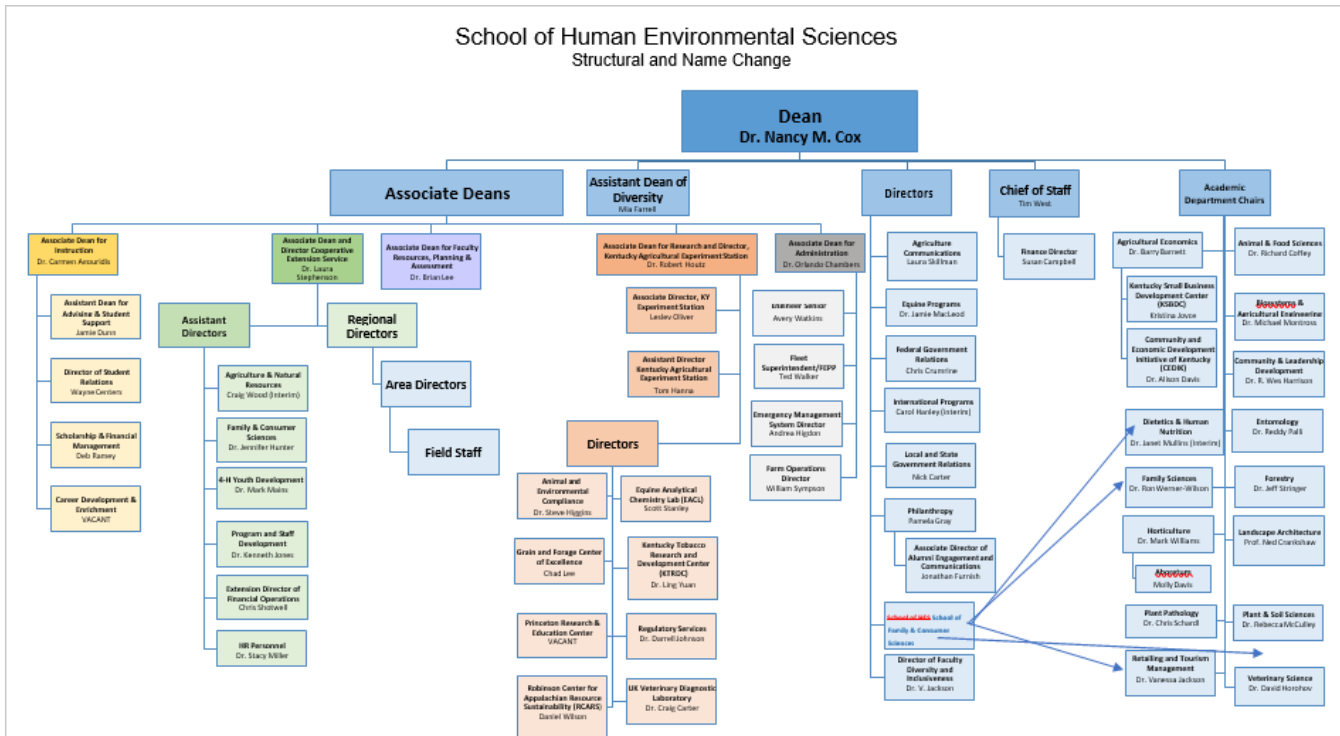 School of Human Environmental Sciences
Structural and Name Change
Dean
Dr. Nancy M. Cox
Associate Deans
Assistant Dean of
Diversity
Mia Farrell
Directors
Chief of Staff
Tim West
Academic
Department Chairs
Associate Dean for
Instruction
Dr. Carmen
Associate Dean and
Director Cooperative
Extension Service
Dr. Laura
Stephenson
Associate Dean for Faculty
Resources, Planning &
Assessment
Dr. Brian Lee
Associate Dean for Research and Director,
Kentucky Agricultural Experiment Station
Dr. Robert Houtz
Associate Dean for
Administration
Dr. Orlando Chambers
Assistant Dean for
Advising & Student
Support
Jamie Dunn
Director of Student
Relations
Wayne Centers
Scholarship & Financial
Management
Deb Ramey
Career Development &
Enrichment
VACANT
Assistant
Directors
Regional
Directors
Area Directors
Field Staff
Agriculture & Natural
Resources
Craig Wood (Interim)
Family & Consumer
Sciences
Dr. Jennifer Hunter
4-H Youth Development
Dr. Mark Mains
Program and Staff
Development
Dr. Kenneth Jones
Extension Director of
Financial Operations
Chris Shotwell
HR Personnel
Dr. Stacy Miller
Associate Director, KY
Experiment Station
Lesley Oliver
Assistant Director
Kentucky Agricultural
Experiment Station
Tom Hanna
Directors
Animal and
Environmental
Compliance
Dr. Steve Higgins
Equine Analytical
Chemistry Lab (EACL)
Scott Stanley
Grain and Forage Center
of Excellence
Chad Lee
Kentucky Tobacco
Research and
Development Center
(KTRDC)
Dr. Ling Yuan
Princeton Research &
Education Center
VACANT
Regulatory Services
Dr. Darrell Johnson
Robinson Center for
Appalachian Resource
Sustainability (RCARS)
Daniel Wilson
UK Veterinary Diagnostic
Laboratory
Dr. Craig Carter
Engineer Senior
Avery Watkins
Fleet
Superintendent/FEPP
Ted Walker
Emergency Management
System Director
Andrea Higdon
Farm Operations
Director
William Sympson
Agriculture
Communications
Laura Skillman
Equine Programs
Dr. Jamie MacLeod
Federal Government
Relations
Chris Crumrine
International Programs
Carol Hanley (Interim)
Local and State
Government Relations
Nick Carter
Philanthropy
Pamela Gray
Associate Director of
Alumni Engagement and
Communications
Jonathan Furnish
School of HES School of
Family & Consumer
Sciences
Director of Faculty
Diversity and
Inclusiveness
Dr. V. Jackson
Finance Director
Susan Campbell
Agricultural Economics
Dr. Barry Barnett
Kentucky Small Business
Development Center
(KSBDC)
Kristina Joyce
Community and
Economic Development
Initiative of Kentucky
(CEDIK)
Dr. Alison Davis
Dietetics & Human
Nutrition
Dr. Janet Mullins (Interim)
Family Sciences
Dr. Ron Werner-Wilson
Horticulture
Dr. Mark Williams
Molly Davis
Plant Pathology
Dr. Chris Schardl
Retailing and Tourism
Management
Dr. Vanessa Jackson
Animal & Food Sciences
Dr. Richard Coffey
Biosystems &
Agricultural Engineering
Dr. Michael Montross
Community & Leadership
Development
Dr. R. Wes Harrison
Entomology
Dr. Reddy Palli
Forestry
Dr. Jeff Stringer
Landscape Architecture
Prof. Ned Crankshaw
Plant & Soil Sciences
Dr. Rebecca McCulley
Veterinary Science
Dr. David Horohov